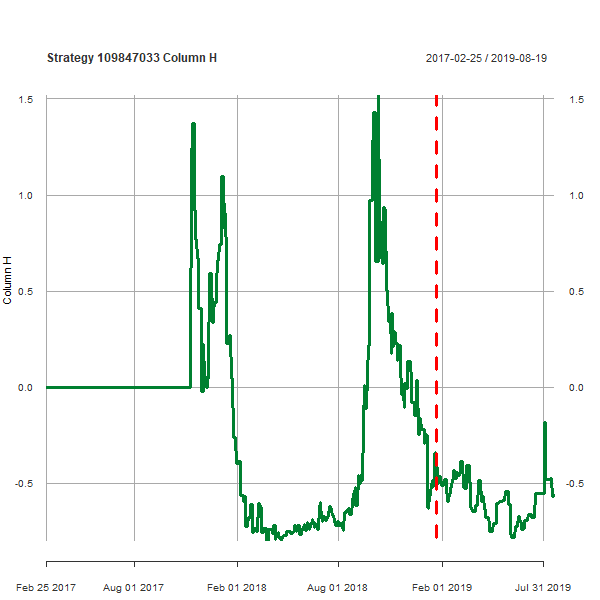 Strategy 109847033 Column H
2017-02-25 / 2019-08-19
1.5 1.5
1.0 1.0
0.5 0.5
Column H
0.0 0.0
-0.5 -0.5
Feb 25 2017 Aug 01 2017 Feb 01 2018 Aug 01 2018 Feb 01 2019 Jul 31 2019